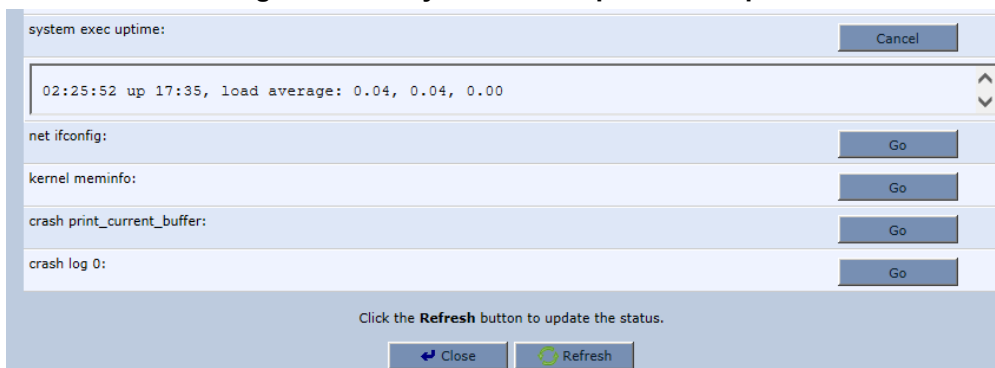 system exec uptime:
Cancel
02:25:52 up 17:35, load average: 0.04, 0.04, 0.00
net ifconfig:
Go
kernel meminfo:
Go
crash print_current_buffer:
Go
crash log 0:
Go
Click the Refresh button to update the status.
Close
Refresh